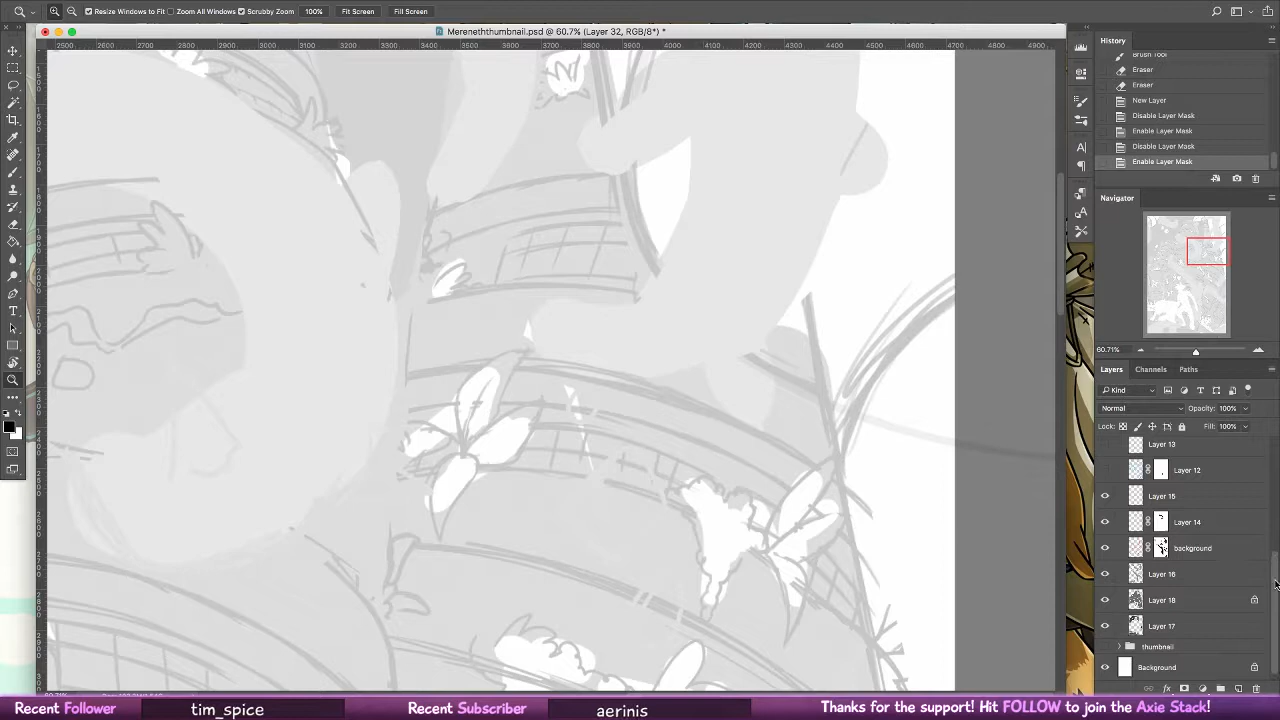 Resize Windows to Fit Zoom All Windows Scrubby Zoom 100% Fit Screen Fill Screen
Mereneththumbnail.psd @ 60.7% (Layer 32, RGB/8*) *
2500 2600 2700 2800 2900 3000 3100 3200 3300 3400 3500 3600 3700 3800 3900 4000 4100 4200 4300 4400 4500 4600 4700 4800 4900
History
Brush Tool
Eraser
Eraser
New Layer
Disable Layer Mask
Enable Layer Mask
Disable Layer Mask
Enable Layer Mask
Navigator
60.71%
Layers Channels Paths
Kind
Normal Opacity: 100%
Lock: Fill: 100%
Layer 13
Layer 12
Layer 15
Layer 14
background
Layer 16
Layer 18
Layer 17
thumbnail
Background
Recent Follower tim_spice Recent Subscriber aerinis Thanks for the support! Hit FOLLOW to join the Axie Stack!